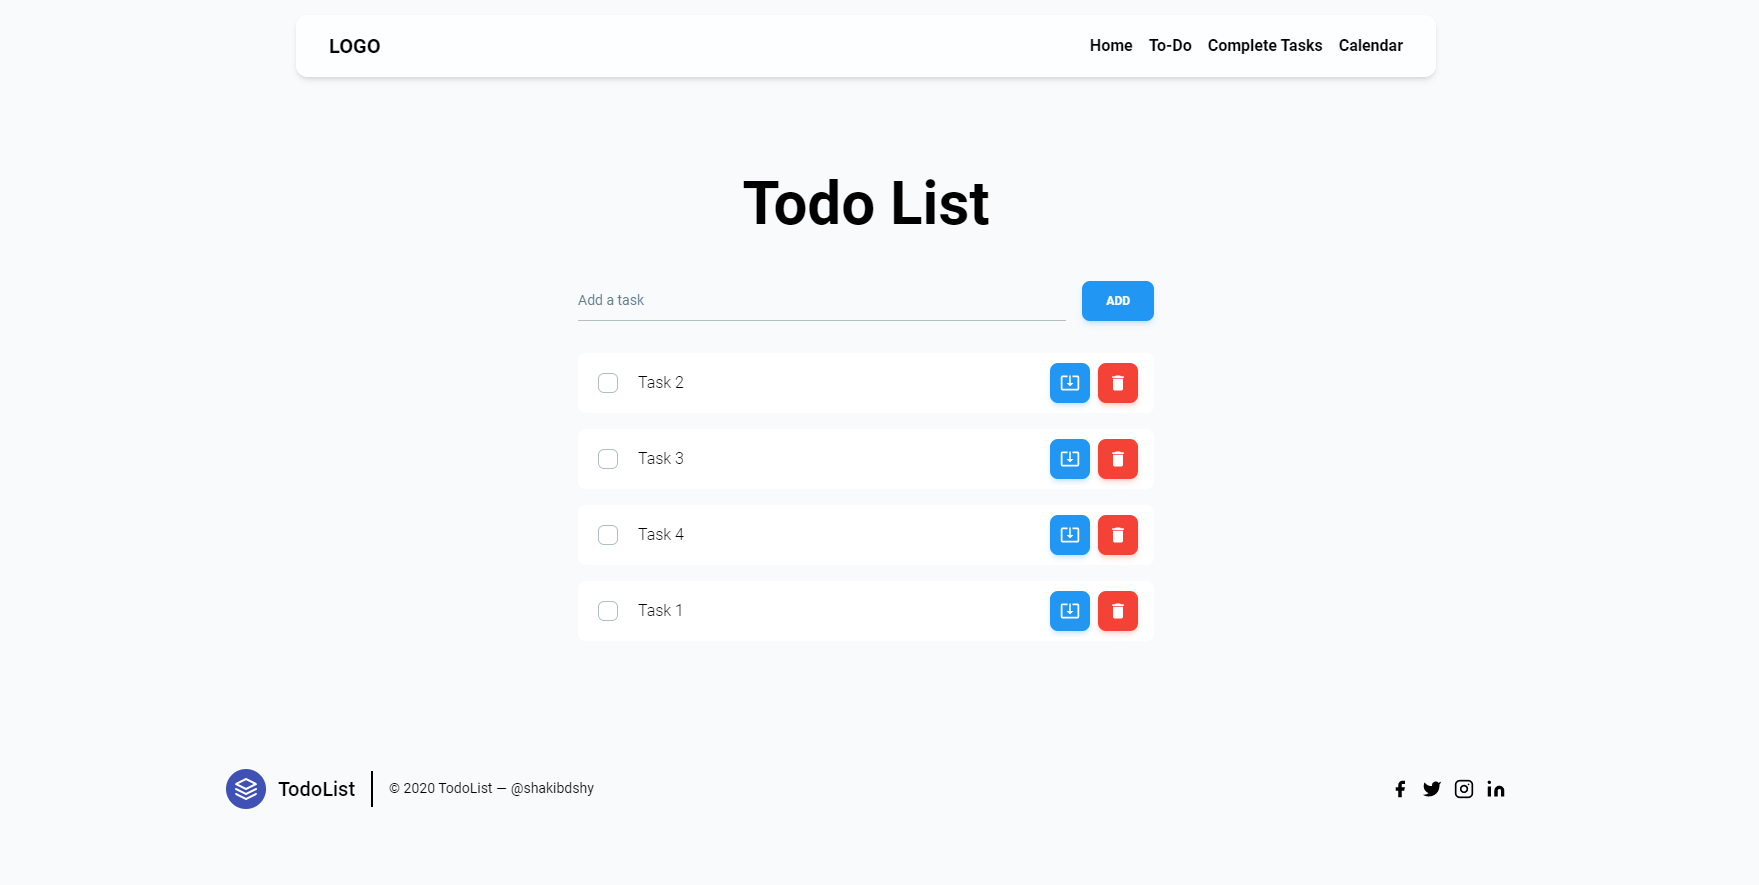 LOGO
Home To-Do Complete Tasks Calendar
Todo List
Add a task
ADD
Task 2
Task 3
Task 4
Task 1
TodoList
© 2020 TodoList — @shakibdshy